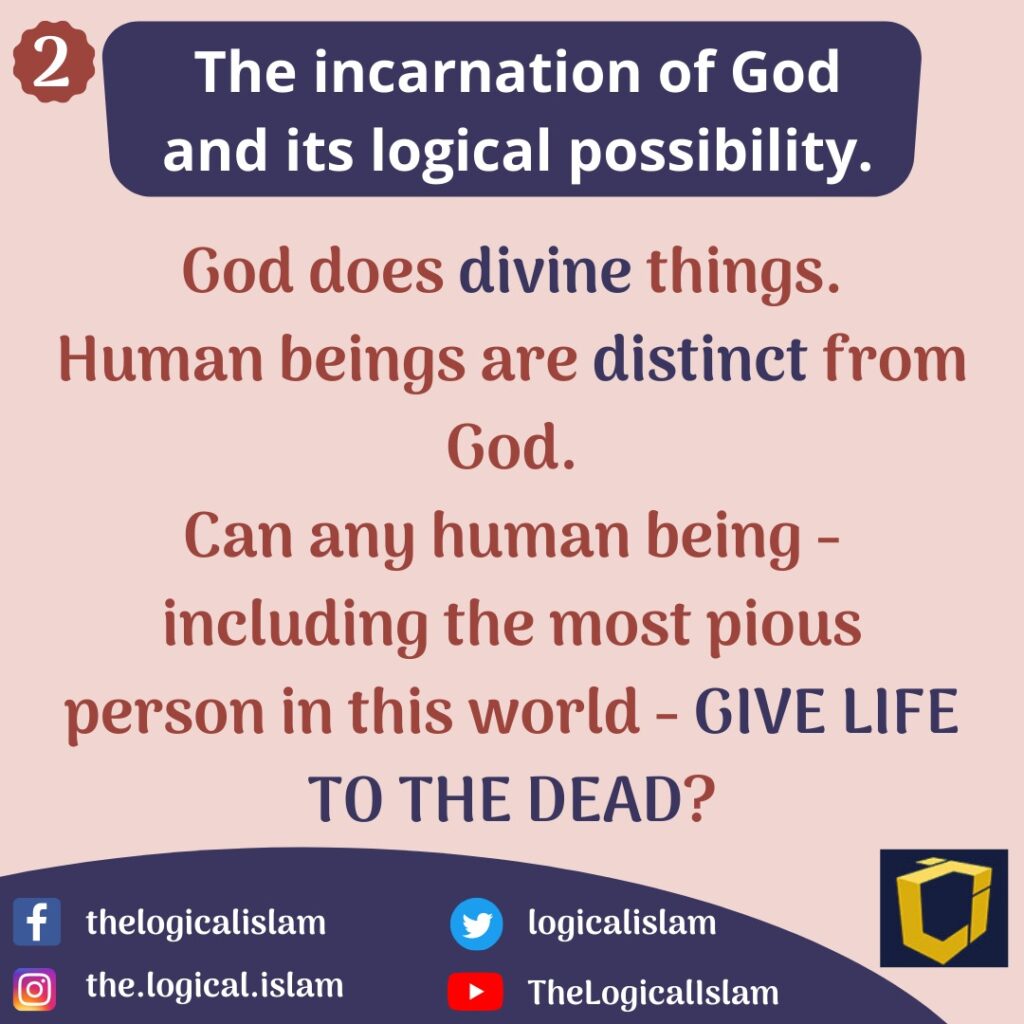 2
The incarnation of God
and its logical possibility.
God does divine things.
Human beings are distinct from
God.
Can any human being -
including the most pious
person in this world - GIVE LIFE
TO THE DEAD?
thelogicalislam
logicalislam
the.logical.islam
TheLogicalIslam